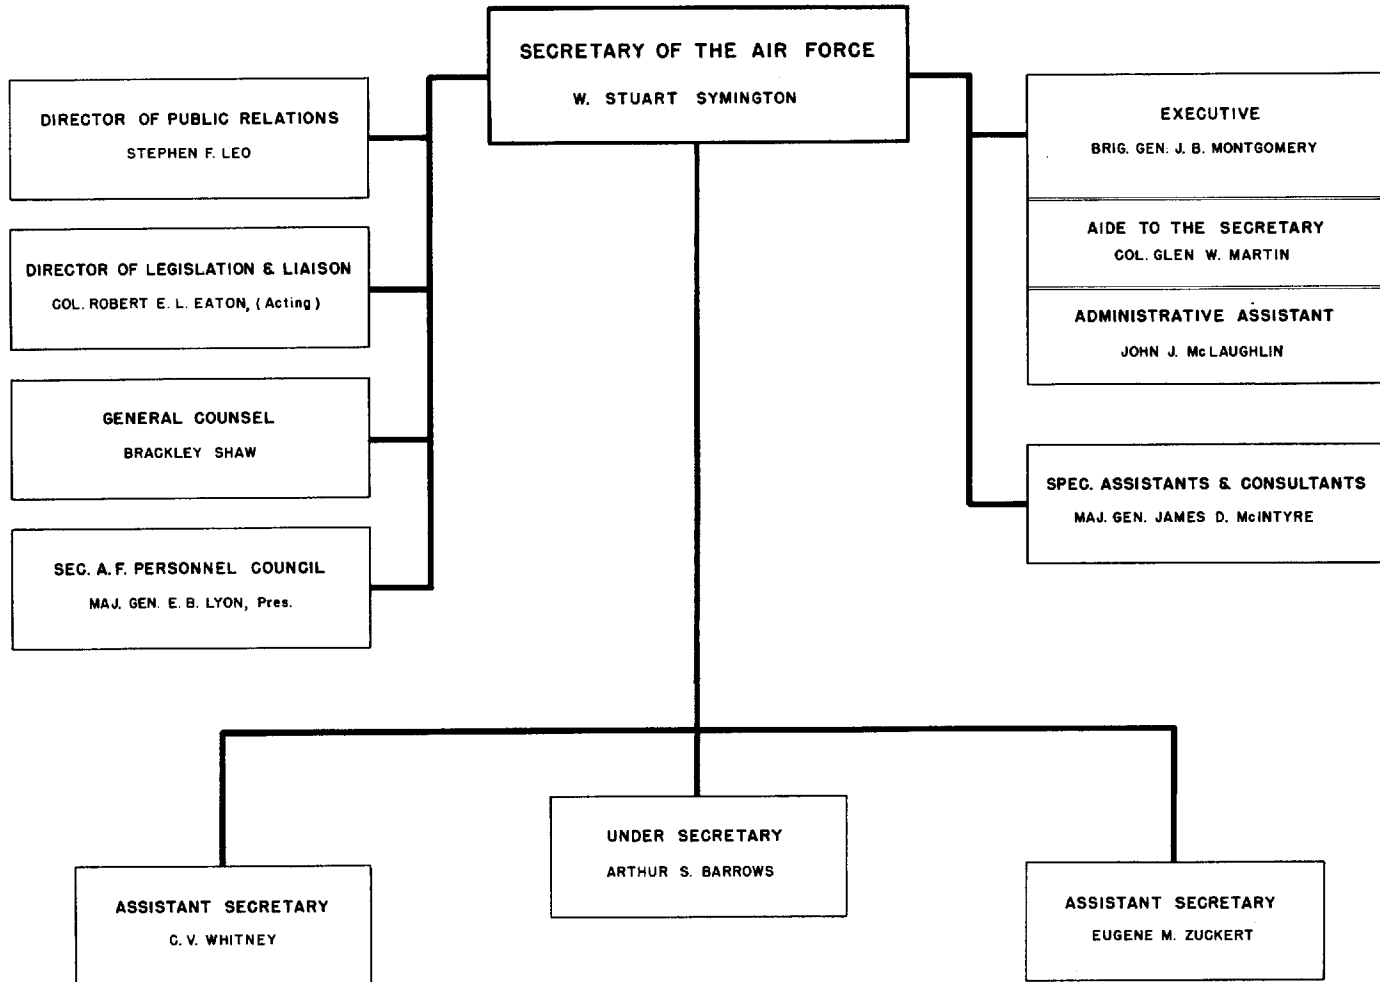 SECRETARY OF THE AIR FORCE
W. STUART SYMINGTON
DIRECTOR OF PUBLIC RELATIONS
STEPHEN F. LEO
DIRECTOR OF LEGISLATION & LIAISON
COL. ROBERT E. L. EATON, (Acting)
GENERAL COUNSEL
BRACKLEY SHAW
SEC. A.F. PERSONNEL COUNCIL
MAJ. GEN. E. B. LYON, Pres.
EXECUTIVE
BRIG. GEN. J. B. MONTGOMERY
AIDE TO THE SECRETARY
COL. GLEN W. MARTIN
ADMINISTRATIVE ASSISTANT
JOHN J. McLAUGHLIN
SPEC. ASSISTANTS & CONSULTANTS
MAJ. GEN. JAMES D. McINTYRE
ASSISTANT SECRETARY
C. V. WHITNEY
UNDER SECRETARY
ARTHUR S. BARROWS
ASSISTANT SECRETARY
EUGENE M. ZUCKERT